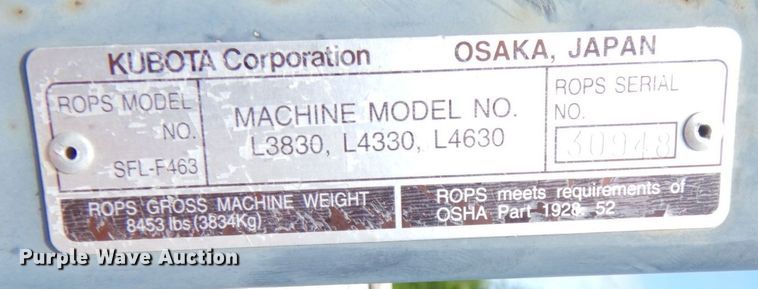 KUBOTA Corporation OSAKA, JAPAN
ROPS MODEL NO.
SFL-F463
MACHINE MODEL NO.
L3830, L4330, L4630
ROPS SERIAL NO.
30948
ROPS GROSS MACHINE WEIGHT
8453 lbs (3834Kg)
ROPS meets requirements of
OSHA Part 1928. 52
Purple Wave Auction